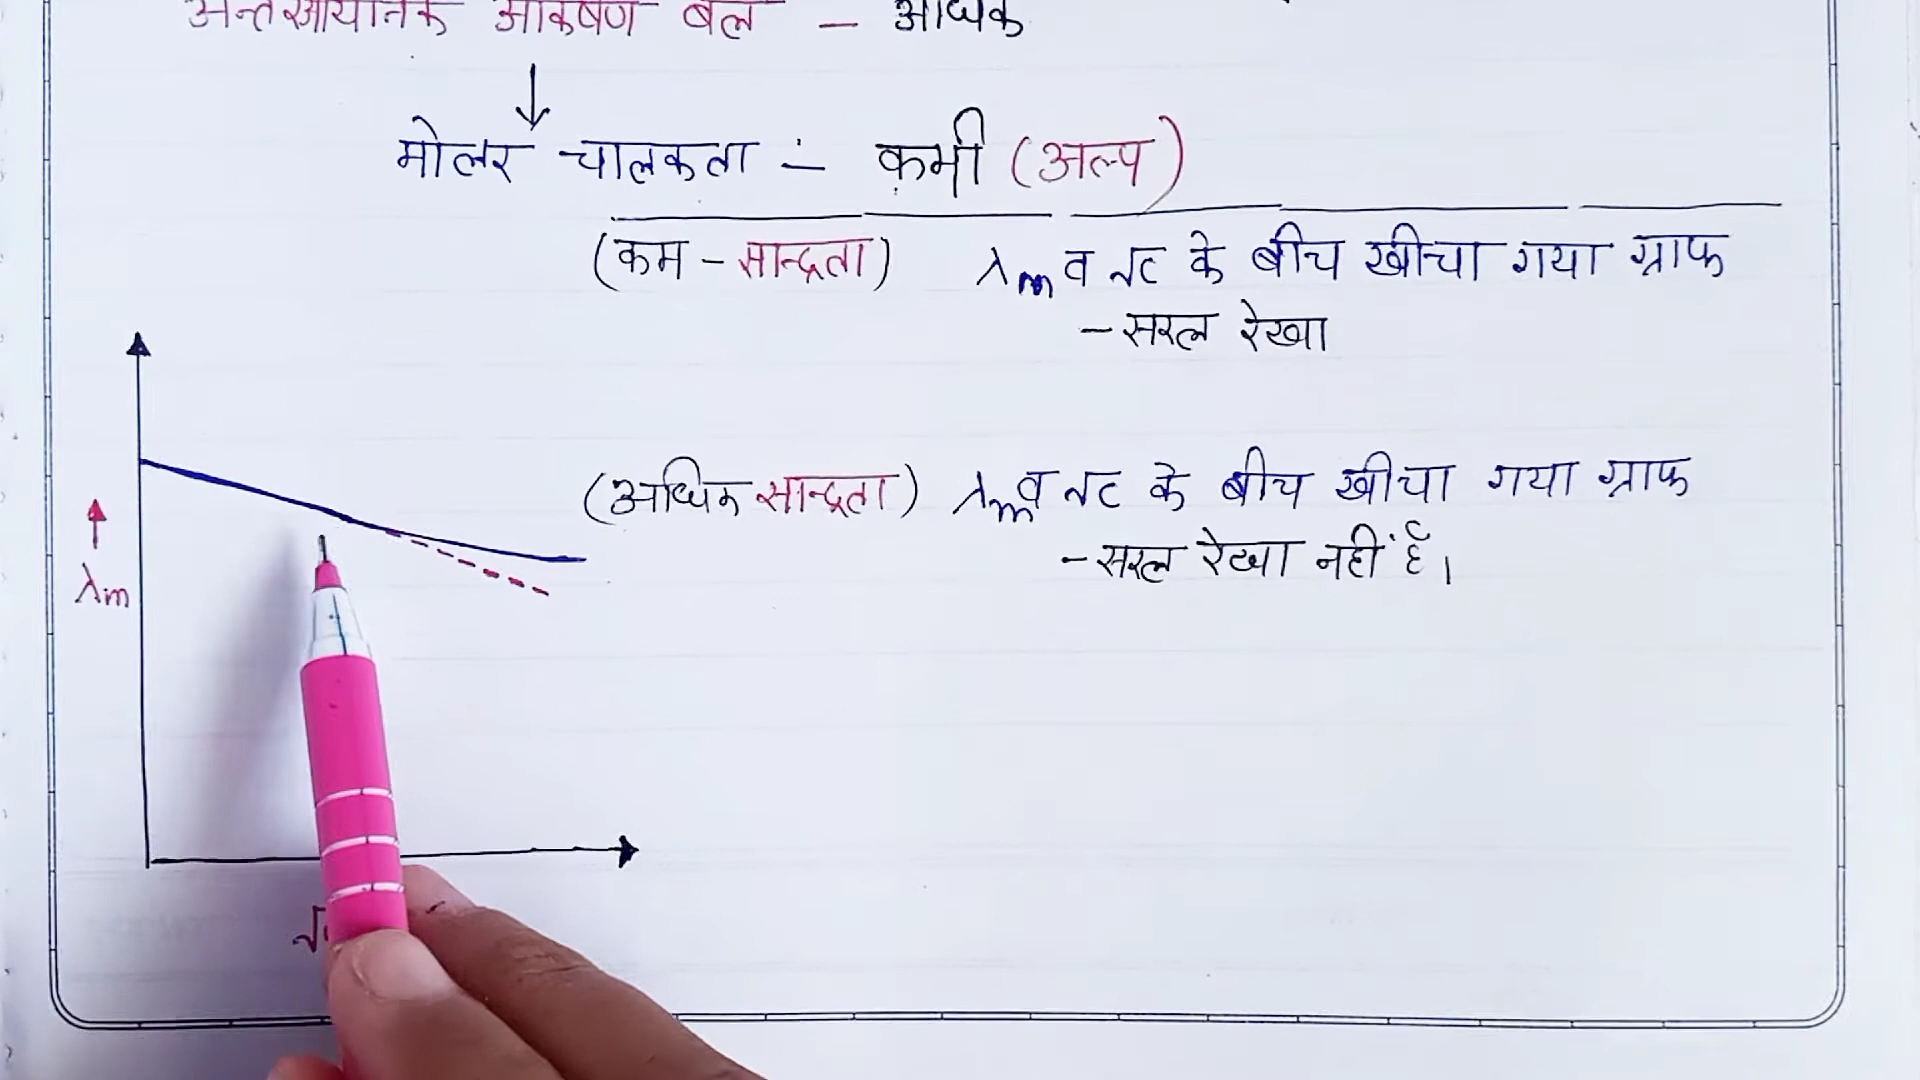 अन्तरआयनिक आकर्षण बल – अधिक
मोलर चालकता :- कमी (अल्प)
(कम - सान्द्रता) λm व √C के बीच खींचा गया ग्राफ
- सरल रेखा
(अधिक सान्द्रता) λm व √C के बीच खींचा गया ग्राफ
- सरल रेखा नहीं है।
λm